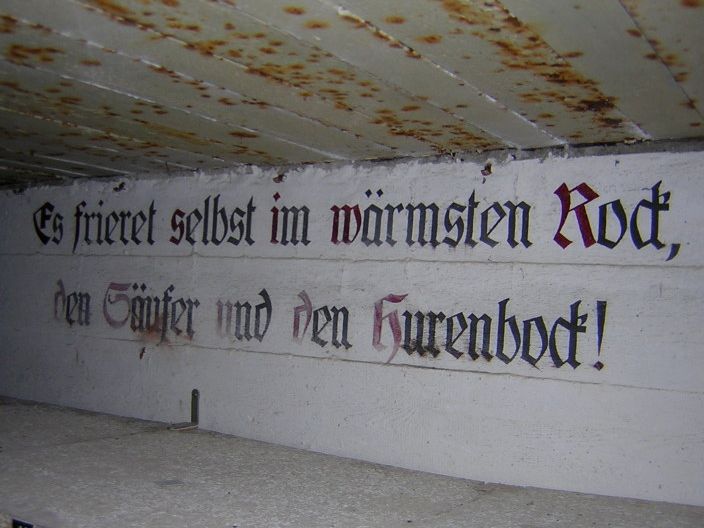 Es frieret selbst im wärmsten Rock,
den Säufer und den Hurenbock!